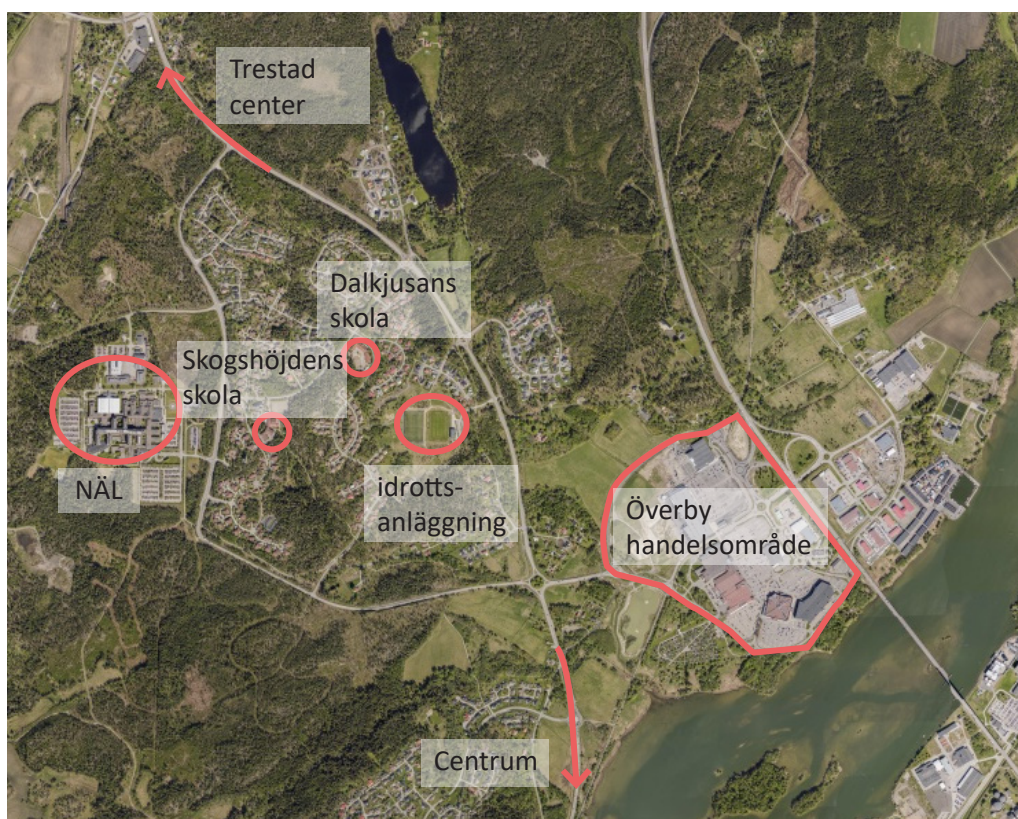 Trestad
center
Dalkjusans
skola
Skogshöjdens
skola
NÄL
idrotts-
anläggning
Överby
handelsområde
Centrum